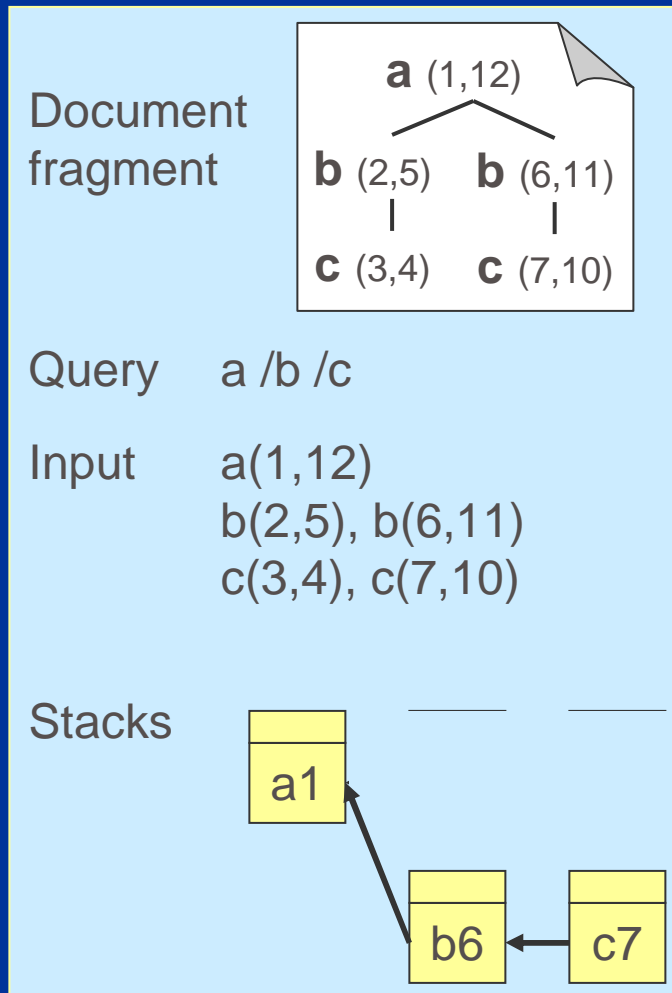 Document
fragment
a (1,12)
b (2,5) b (6,11)
c (3,4) c (7,10)
Query a /b /c
Input a(1,12)
b(2,5), b(6,11)
c(3,4), c(7,10)
Stacks
a1
b6 c7